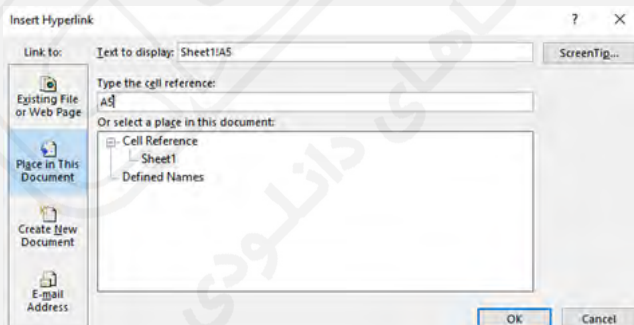 Insert Hyperlink ? ×
Link to:
Text to display: Sheet1!A5
ScreenTip...
Existing File
or Web Page
Type the cell reference:
A5
Or select a place in this document:
Cell Reference
Sheet1
Defined Names
Place in This
Document
Create New
Document
E-mail
Address
OK
Cancel